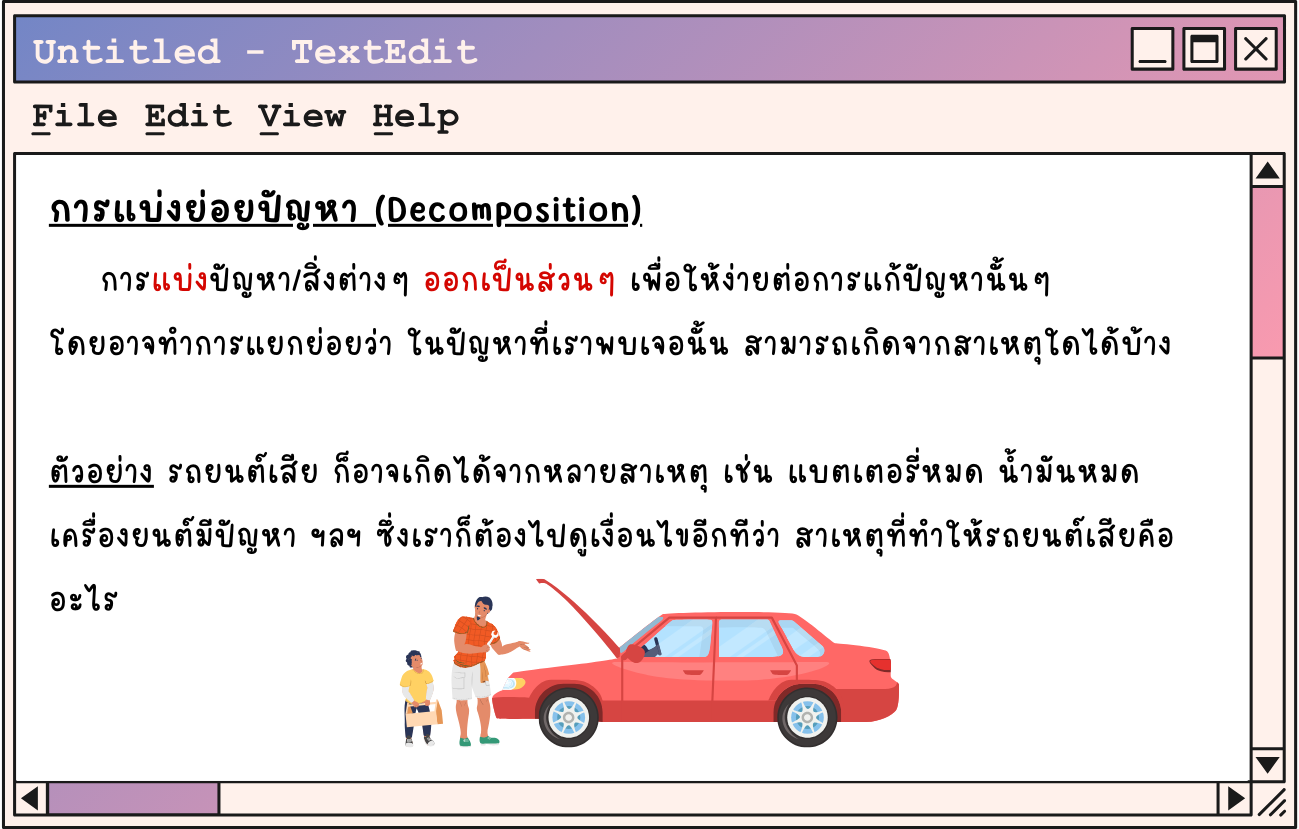 Untitled - TextEdit
File Edit View Help
การแบ่งย่อยปัญหา (Decomposition)
การแบ่งปัญหา/สิ่งต่างๆ ออกเป็นส่วนๆ เพื่อให้ง่ายต่อการแก้ปัญหานั้นๆ
โดยอาจทำการแยกย่อยว่า ในปัญหาที่เราพบเจอนั้น สามารถเกิดจากสาเหตุใดได้บ้าง
ตัวอย่าง รถยนต์เสีย ก็อาจเกิดได้จากหลายสาเหตุ เช่น แบตเตอรี่หมด น้ำมันหมด
เครื่องยนต์มีปัญหา ฯลฯ ซึ่งเราก็ต้องไปดูเงื่อนไขอีกทีว่า สาเหตุที่ทำให้รถยนต์เสียคือ
อะไร